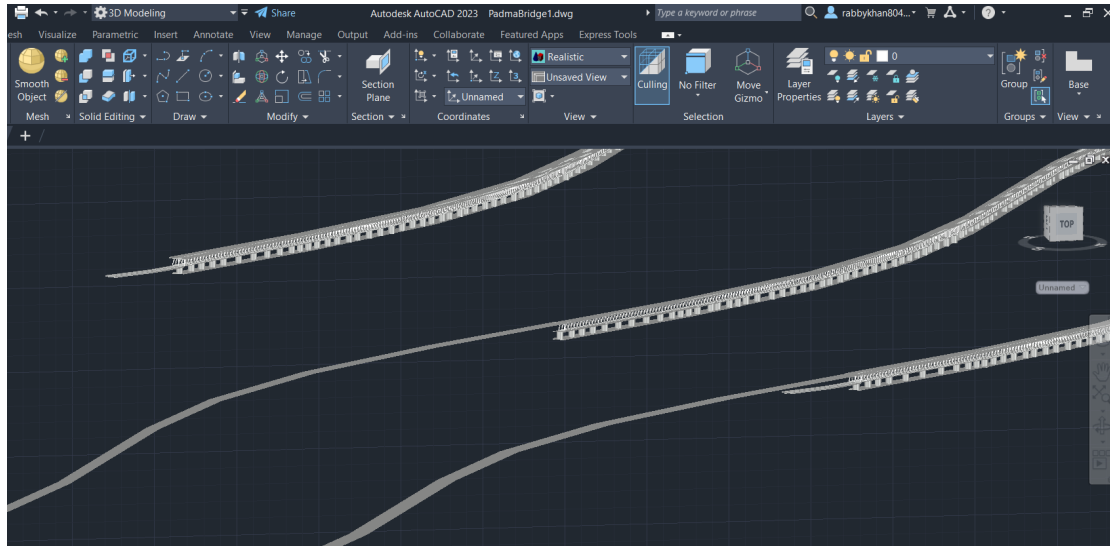 3D Modeling Share Autodesk AutoCAD 2023 PadmaBridge1.dwg Type a keyword or phrase rabbykhan804...
esh Visualize Parametric Insert Annotate View Manage Output Add-ins Collaborate Featured Apps Express Tools
Realistic 0
Unsaved View
Smooth Object
Section Plane
Unnamed
Culling
No Filter
Move Gizmo
Layer Properties
Group
Base
Mesh Solid Editing Draw Modify Section Coordinates View Selection Layers Groups View
+
TOP
Unnamed